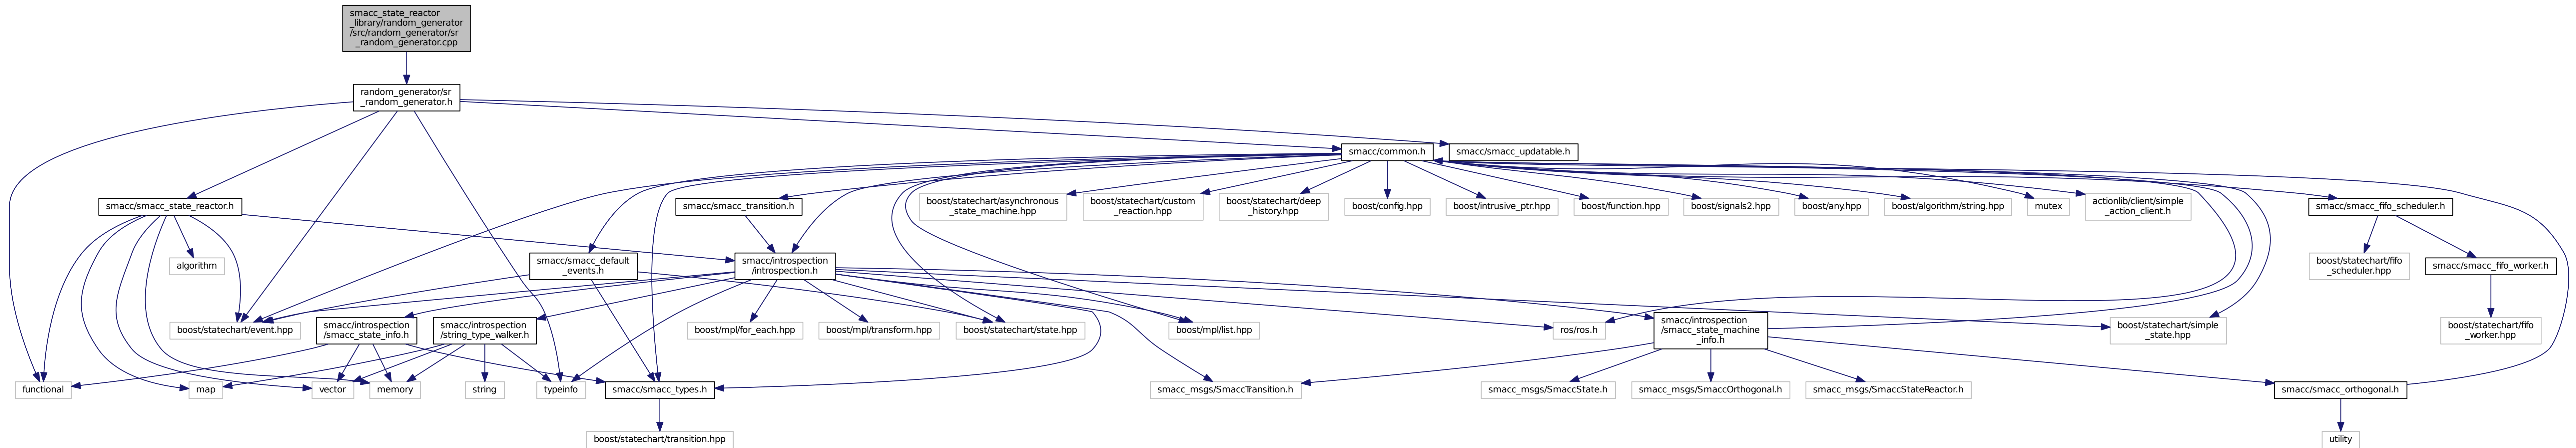 smacc_state_reactor
_library/random_generator
/src/random_generator/sr
_random_generator.cpp
random_generator/sr
_random_generator.h
smacc/common.h
smacc/smacc_updatable.h
smacc/smacc_state_reactor.h
smacc/smacc_transition.h
boost/statechart/asynchronous
_state_machine.hpp
boost/statechart/custom
_reaction.hpp
boost/statechart/deep
_history.hpp
boost/config.hpp
boost/intrusive_ptr.hpp
boost/function.hpp
boost/signals2.hpp
boost/any.hpp
boost/algorithm/string.hpp
mutex
actionlib/client/simple
_action_client.h
smacc/smacc_fifo_scheduler.h
algorithm
smacc/smacc_default
_events.h
smacc/introspection
/introspection.h
boost/statechart/fifo
_scheduler.hpp
smacc/smacc_fifo_worker.h
boost/statechart/event.hpp
smacc/introspection
/smacc_state_info.h
smacc/introspection
/string_type_walker.h
boost/mpl/for_each.hpp
boost/mpl/transform.hpp
boost/statechart/state.hpp
boost/mpl/list.hpp
ros/ros.h
smacc/introspection
/smacc_state_machine
_info.h
boost/statechart/simple
_state.hpp
boost/statechart/fifo
_worker.hpp
functional
map
vector
memory
string
typeinfo
smacc/smacc_types.h
smacc_msgs/SmaccTransition.h
smacc_msgs/SmaccState.h
smacc_msgs/SmaccOrthogonal.h
smacc_msgs/SmaccStateReactor.h
smacc/smacc_orthogonal.h
boost/statechart/transition.hpp
utility